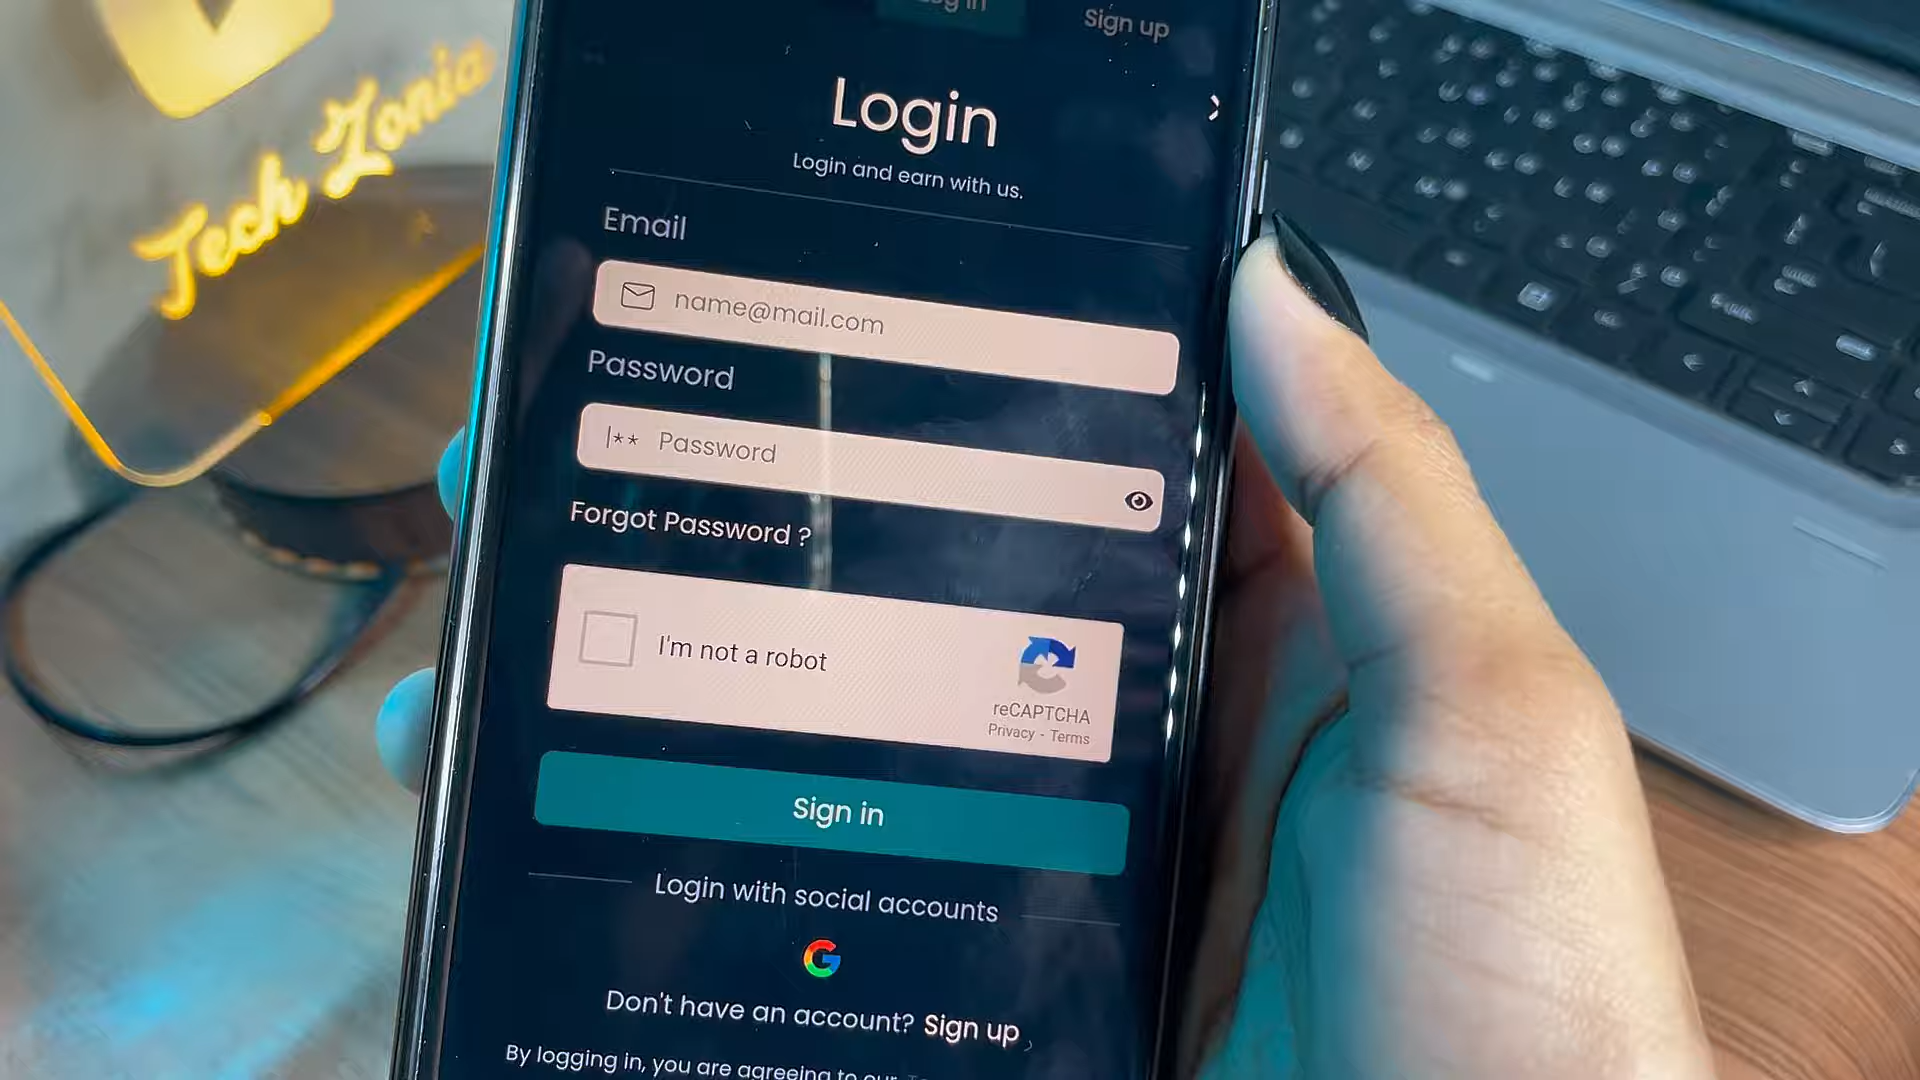 Tech Zonia
Log in
Sign up
Login
Login and earn with us.
Email
name@mail.com
Password
|** Password
Forgot Password ?
I'm not a robot
reCAPTCHA
Privacy - Terms
Sign in
Login with social accounts
G
Don't have an account? Sign up
By logging in, you are agreeing to our